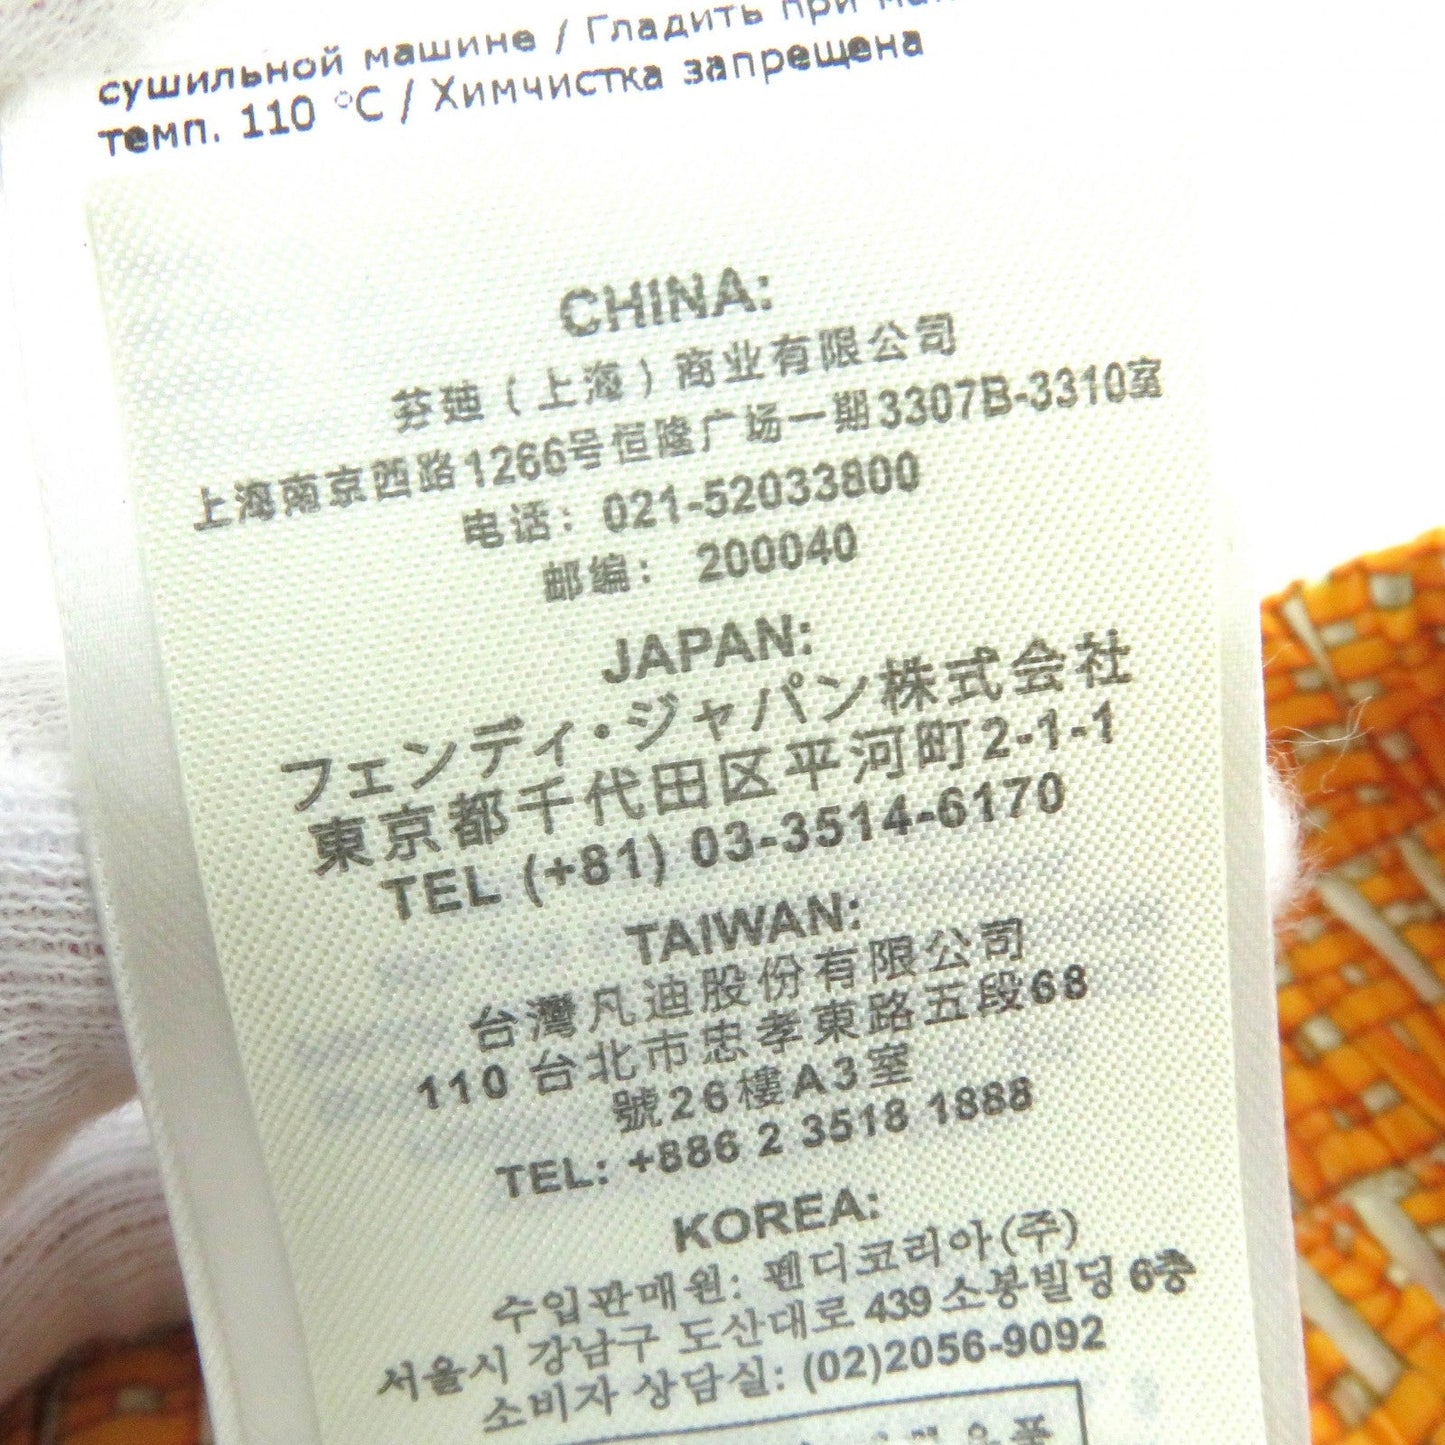 сушильной машине / Гладить при
темп. 110 °C / Химчистка запрещена
CHINA:
芬迪（上海）商业有限公司
上海南京西路1266号恒隆广场一期3307B-3310室
电话： 021-52033800
邮编： 200040
JAPAN:
フェンディ・ジャパン株式会社
東京都千代田区平河町2-1-1
TEL (+81) 03-3514-6170
TAIWAN:
台灣凡迪股份有限公司
110 台北市忠孝東路五段68
號26樓A3室
TEL: +886 2 3518 1888
KOREA:
수입판매원: 펜디코리아(주)
서울시 강남구 도산대로 439 소봉빌딩 6층
소비자 상담실: (02)2056-9092